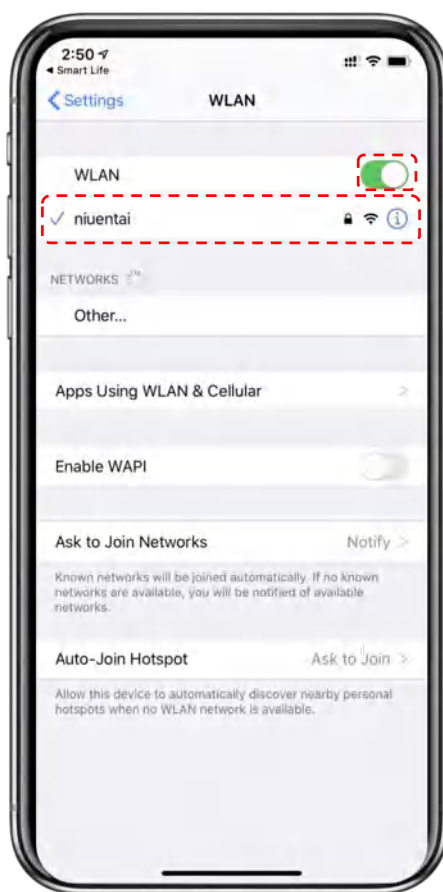 2:50
Smart Life
Settings
WLAN
WLAN
niuentai
NETWORKS
Other...
Apps Using WLAN & Cellular
Enable WAPI
Ask to Join Networks Notify
Known networks will be joined automatically. If no known
networks are available, you will be notified of available
networks.
Auto-Join Hotspot Ask to Join
Allow this device to automatically discover nearby personal
hotspots when no WLAN network is available.